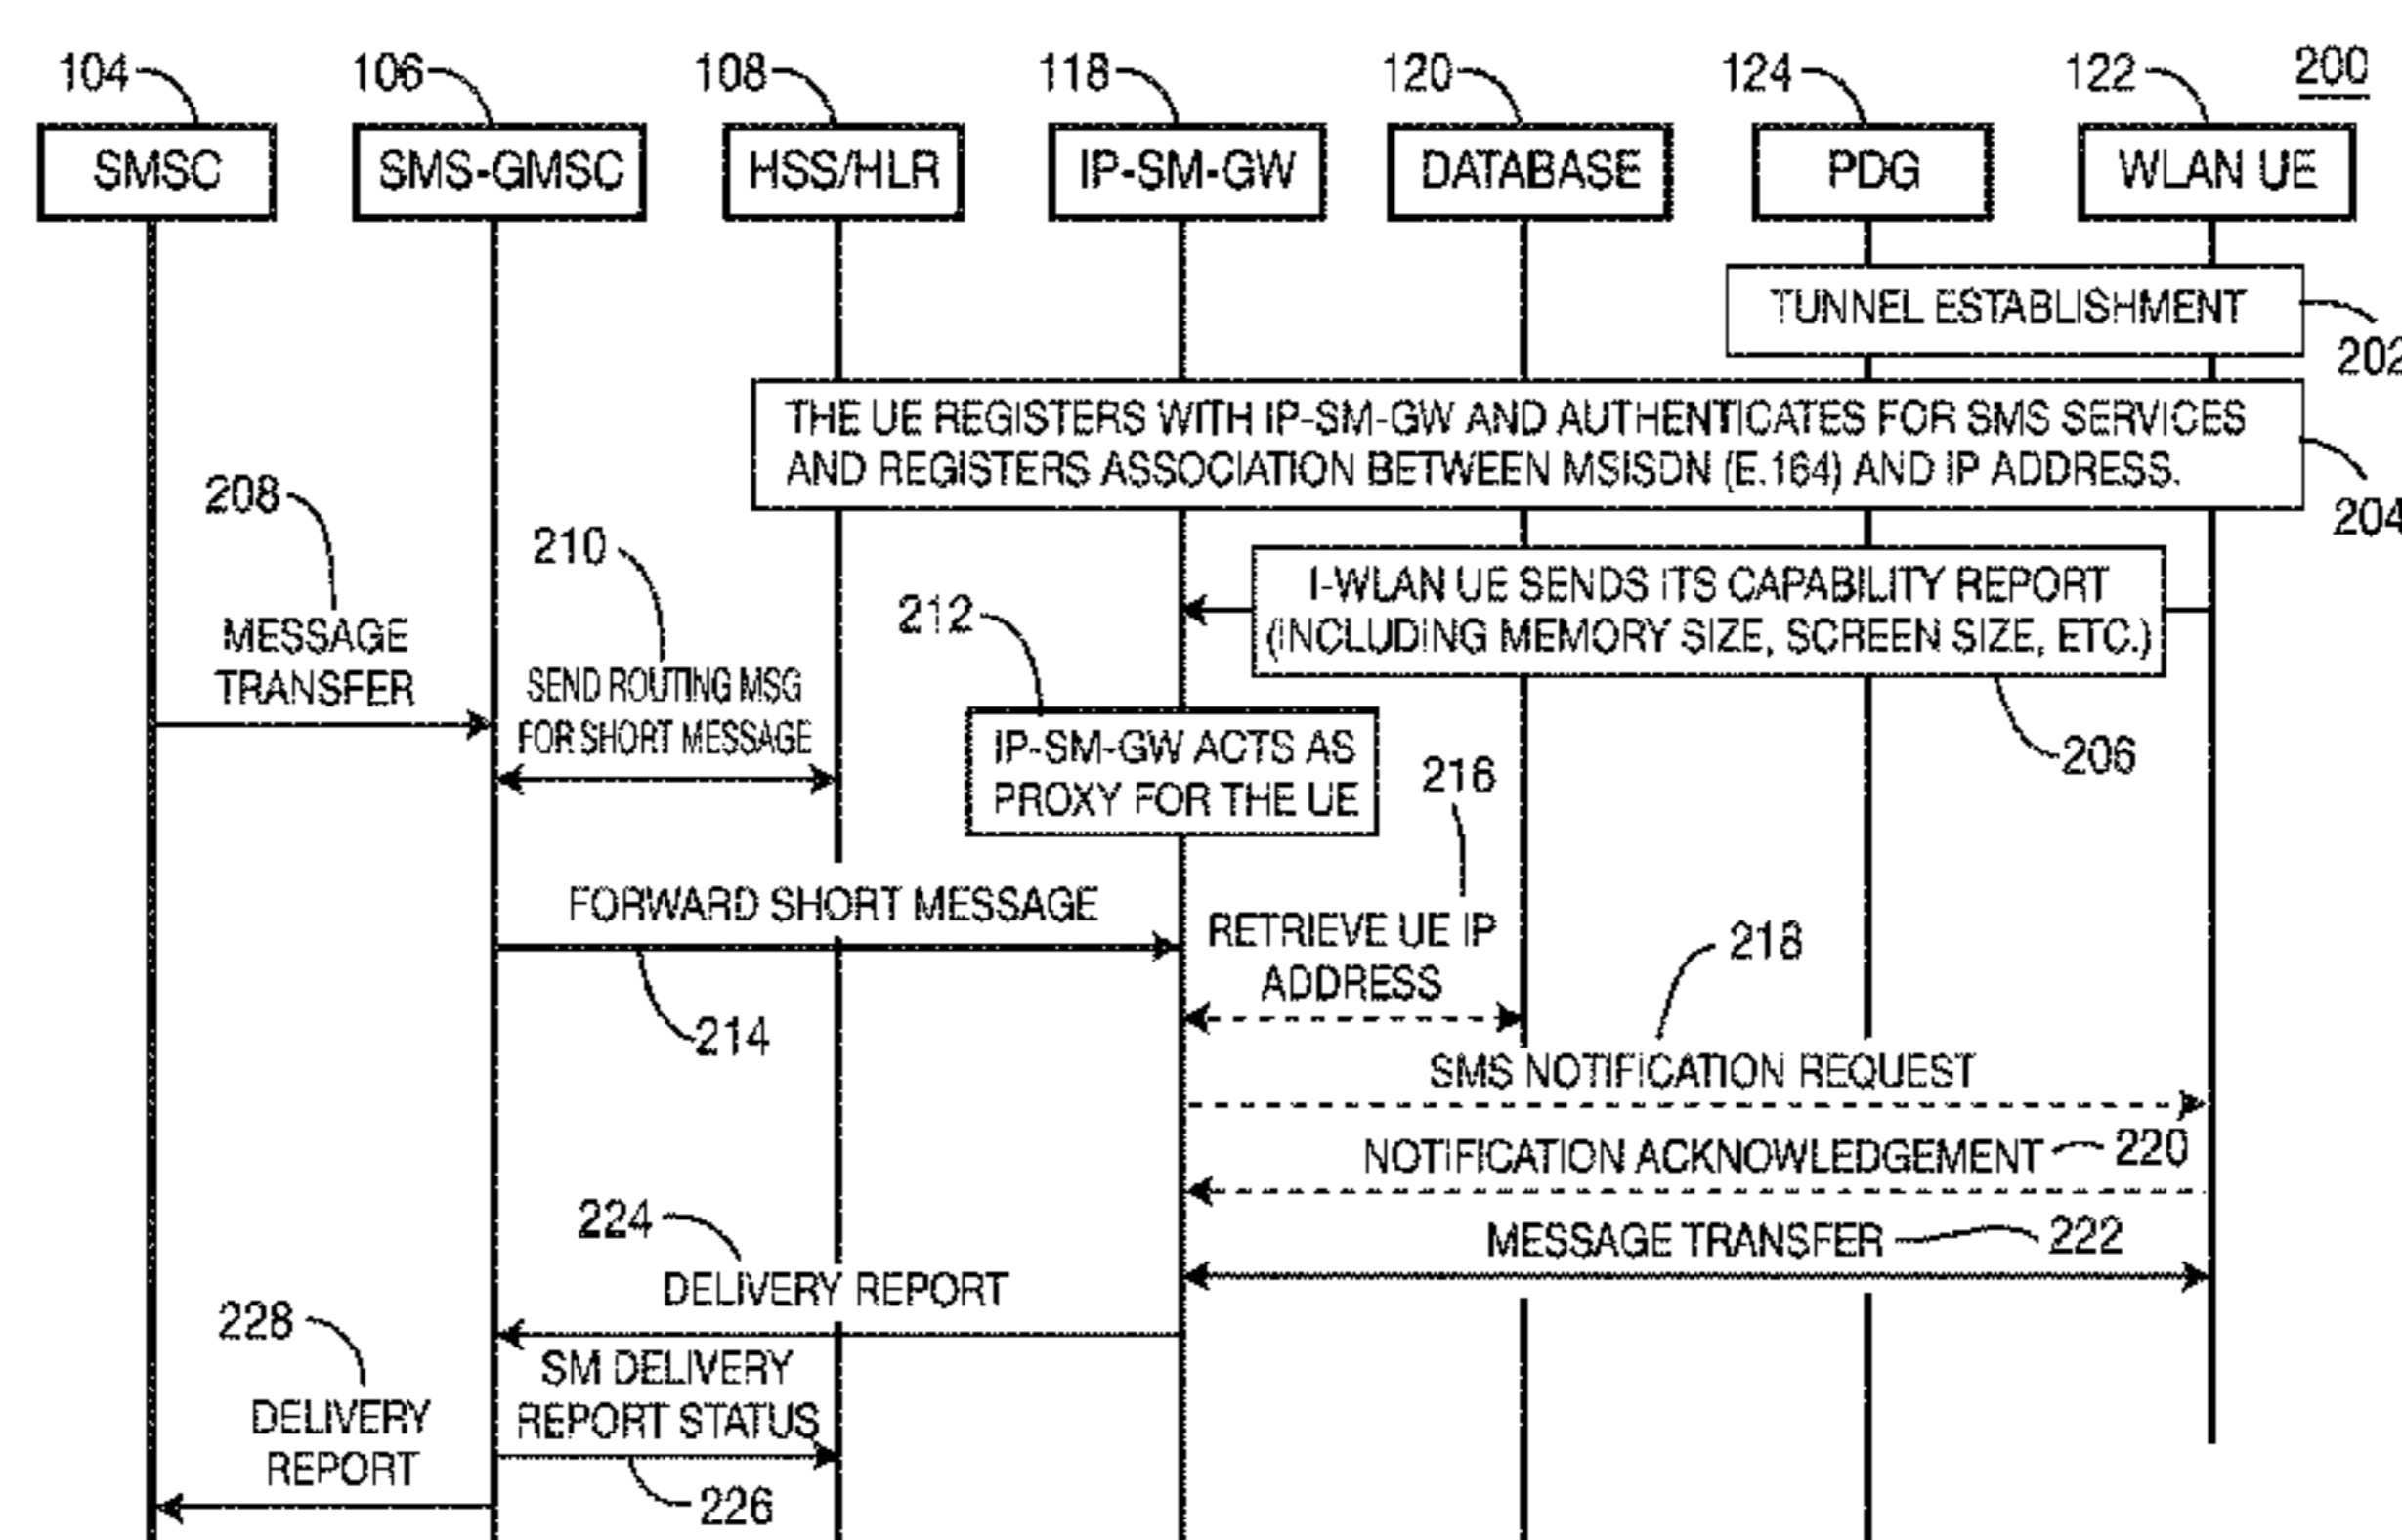 104 106 108 118 120 124 122 200
SMSC SMS-GMSC HSS/HLR IP-SM-GW DATABASE PDG WLAN UE
TUNNEL ESTABLISHMENT
202
THE UE REGISTERS WITH IP-SM-GW AND AUTHENTICATES FOR SMS SERVICES
AND REGISTERS ASSOCIATION BETWEEN MSISDN (E.164) AND IP ADDRESS.
204
208
MESSAGE
TRANSFER
210
SEND ROUTING MSG
FOR SHORT MESSAGE
I-WLAN UE SENDS ITS CAPABILITY REPORT
(INCLUDING MEMORY SIZE, SCREEN SIZE, ETC.)
206
212
IP-SM-GW ACTS AS
PROXY FOR THE UE
FORWARD SHORT MESSAGE
214
216
RETRIEVE UE IP
ADDRESS
218
SMS NOTIFICATION REQUEST
NOTIFICATION ACKNOWLEDGEMENT 220
MESSAGE TRANSFER 222
224
DELIVERY REPORT
SM DELIVERY
REPORT STATUS
226
228
DELIVERY
REPORT